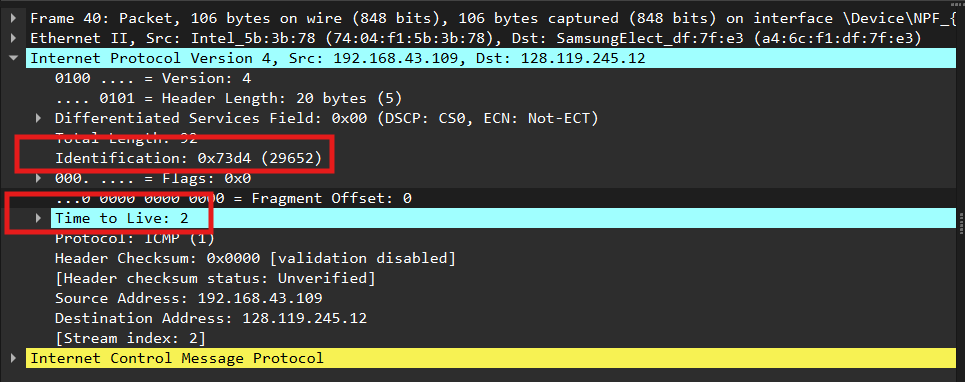 Frame 40: Packet, 106 bytes on wire (848 bits), 106 bytes captured (848 bits) on interface \Device\NPF_{
Ethernet II, Src: Intel_5b:3b:78 (74:04:f1:5b:3b:78), Dst: SamsungElect_df:7f:e3 (a4:6c:f1:df:7f:e3)
Internet Protocol Version 4, Src: 192.168.43.109, Dst: 128.119.245.12
0100 .... = Version: 4
.... 0101 = Header Length: 20 bytes (5)
Differentiated Services Field: 0x00 (DSCP: CS0, ECN: Not-ECT)
Total Length: 92
Identification: 0x73d4 (29652)
000. .... = Flags: 0x0
...0 0000 0000 0000 = Fragment Offset: 0
Time to Live: 2
Protocol: ICMP (1)
Header Checksum: 0x0000 [validation disabled]
[Header checksum status: Unverified]
Source Address: 192.168.43.109
Destination Address: 128.119.245.12
[Stream index: 2]
Internet Control Message Protocol